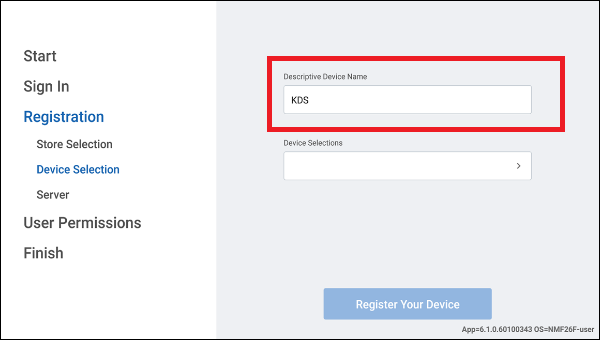 Start
Sign In
Registration
Store Selection
Device Selection
Server
User Permissions
Finish
Descriptive Device Name
KDS
Device Selections
Register Your Device
App=6.1.0.60100343 OS=NMF26F-user